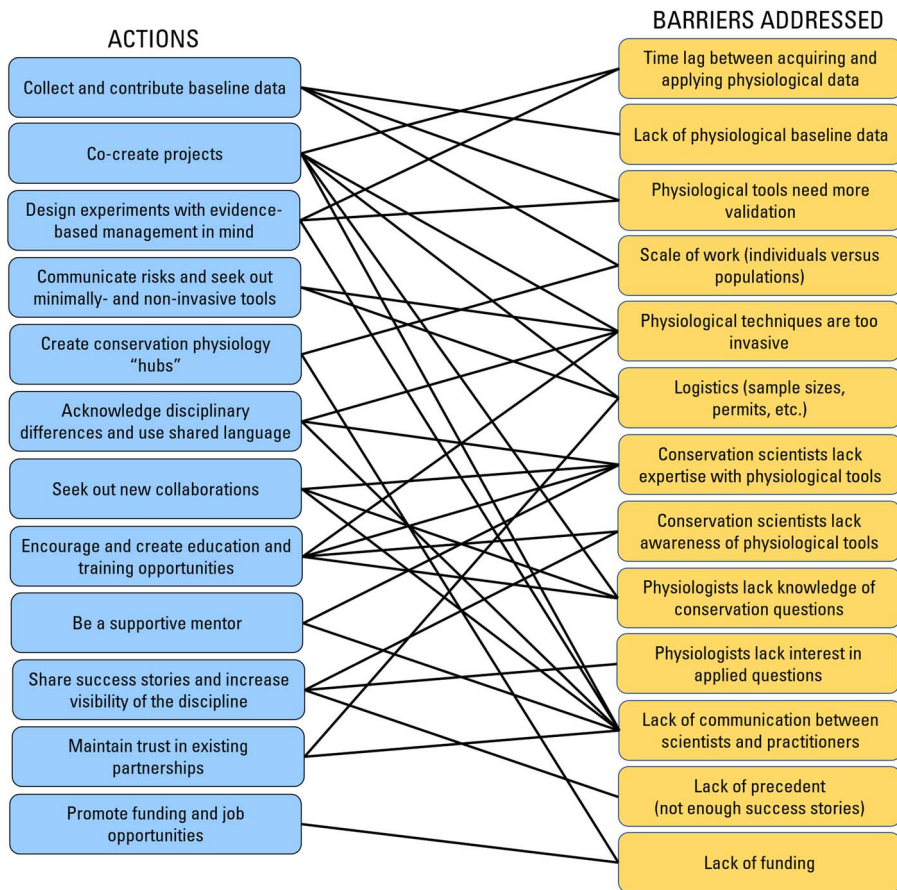 ACTIONS
Collect and contribute baseline data
Co-create projects
Design experiments with evidence-
based management in mind
Communicate risks and seek out
minimally- and non-invasive tools
Create conservation physiology
“hubs”
Acknowledge disciplinary
differences and use shared language
Seek out new collaborations
Encourage and create education and
training opportunities
Be a supportive mentor
Share success stories and increase
visibility of the discipline
Maintain trust in existing
partnerships
Promote funding and job
opportunities
BARRIERS ADDRESSED
Time lag between acquiring and
applying physiological data
Lack of physiological baseline data
Physiological tools need more
validation
Scale of work (individuals versus
populations)
Physiological techniques are too
invasive
Logistics (sample sizes,
permits, etc.)
Conservation scientists lack
expertise with physiological tools
Conservation scientists lack
awareness of physiological tools
Physiologists lack knowledge of
conservation questions
Physiologists lack interest in
applied questions
Lack of communication between
scientists and practitioners
Lack of precedent
(not enough success stories)
Lack of funding